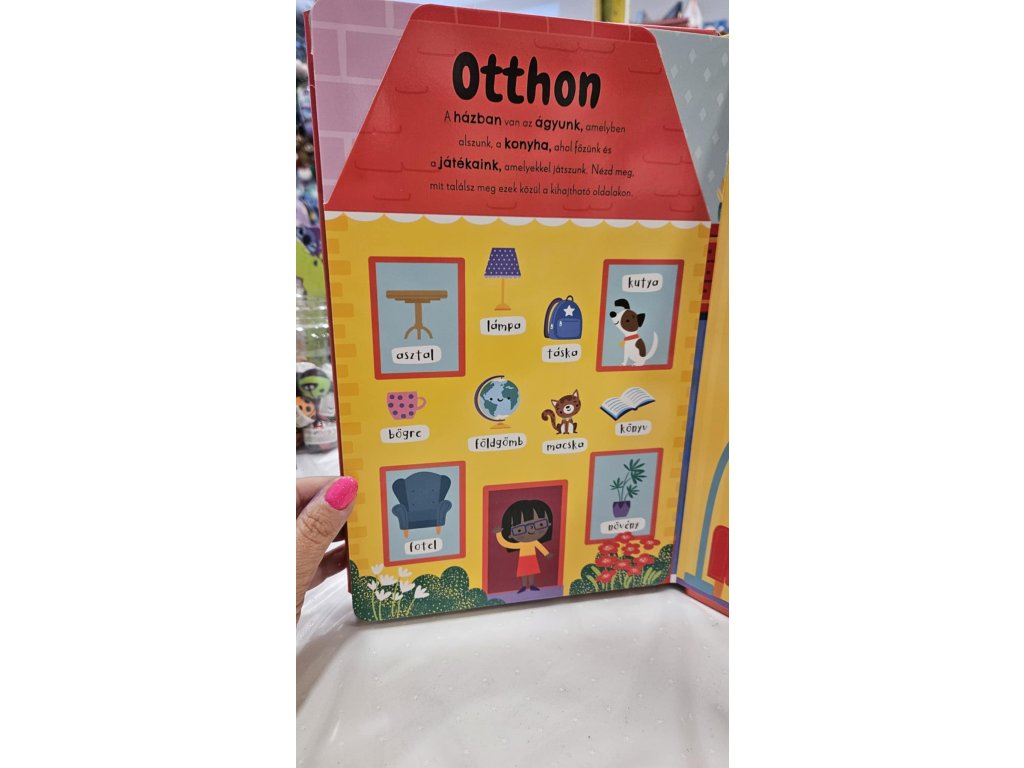 Otthon
A házban van az ágyunk, amelyben
alszunk, a konyha, ahol főzünk és
a játékaink, amelyekkel játszunk. Nézd meg,
mit találsz meg ezek közül a kihajtható oldalakon.
kutya
lámpa
asztal
táska
bögre
földgömb
macska
könyv
fotel
növény